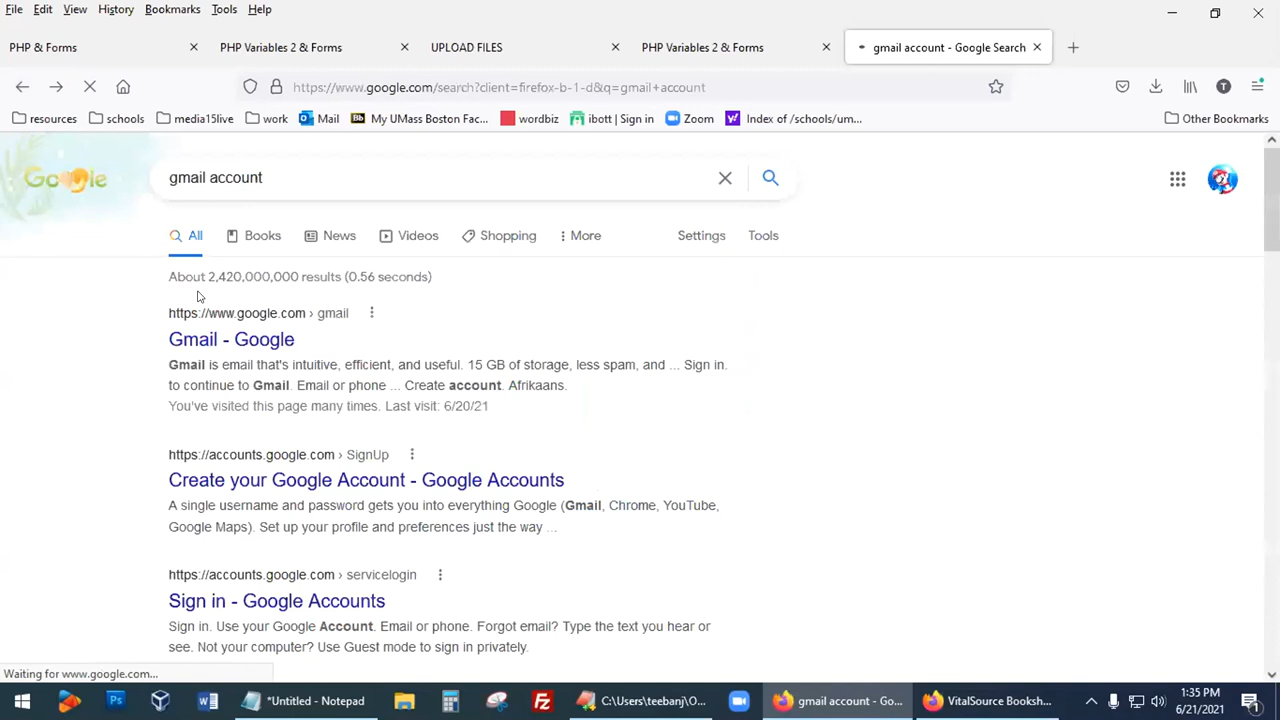 File Edit View History Bookmarks Tools Help
PHP & Forms PHP Variables 2 & Forms UPLOAD FILES PHP Variables 2 & Forms gmail account - Google Search
https://www.google.com/search?client=firefox-b-1-d&q=gmail+account
resources schools media15live work Mail My UMass Boston Fac... wordbiz ibott | Sign in Zoom Index of /schools/um... Other Bookmarks
Google gmail account
All Books News Videos Shopping More Settings Tools
About 2,420,000,000 results (0.56 seconds)
https://www.google.com › gmail
Gmail - Google
Gmail is email that's intuitive, efficient, and useful. 15 GB of storage, less spam, and ... Sign in.
to continue to Gmail. Email or phone ... Create account. Afrikaans.
You've visited this page many times. Last visit: 6/20/21
https://accounts.google.com › SignUp
Create your Google Account - Google Accounts
A single username and password gets you into everything Google (Gmail, Chrome, YouTube,
Google Maps). Set up your profile and preferences just the way ...
https://accounts.google.com › servicelogin
Sign in - Google Accounts
Sign in. Use your Google Account. Email or phone. Forgot email? Type the text you hear or
see. Not your computer? Use Guest mode to sign in privately.
Waiting for www.google.com...
*Untitled - Notepad C:\Users\teebanj\O... gmail account - Go... VitalSource Booksh... 1:35 PM
6/21/2021